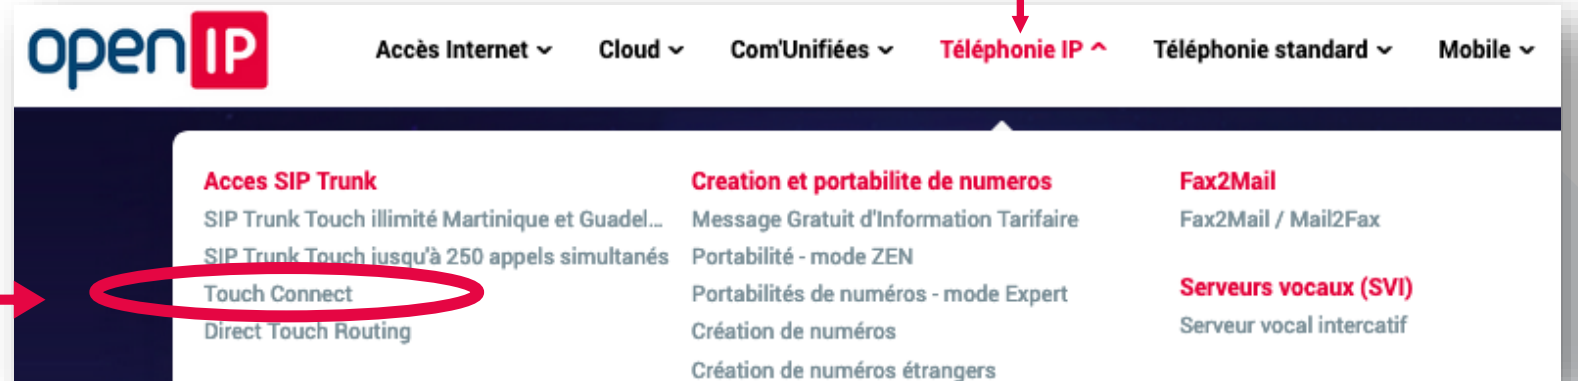 openIP
Accès Internet
Cloud
Com'Unifiées
Téléphonie IP
Téléphonie standard
Mobile
Acces SIP Trunk
SIP Trunk Touch illimité Martinique et Guadel...
SIP Trunk Touch jusqu'à 250 appels simultanés
Touch Connect
Direct Touch Routing
Creation et portabilite de numeros
Message Gratuit d'Information Tarifaire
Portabilité - mode ZEN
Portabilités de numéros - mode Expert
Création de numéros
Création de numéros étrangers
Fax2Mail
Fax2Mail / Mail2Fax
Serveurs vocaux (SVI)
Serveur vocal intercatif